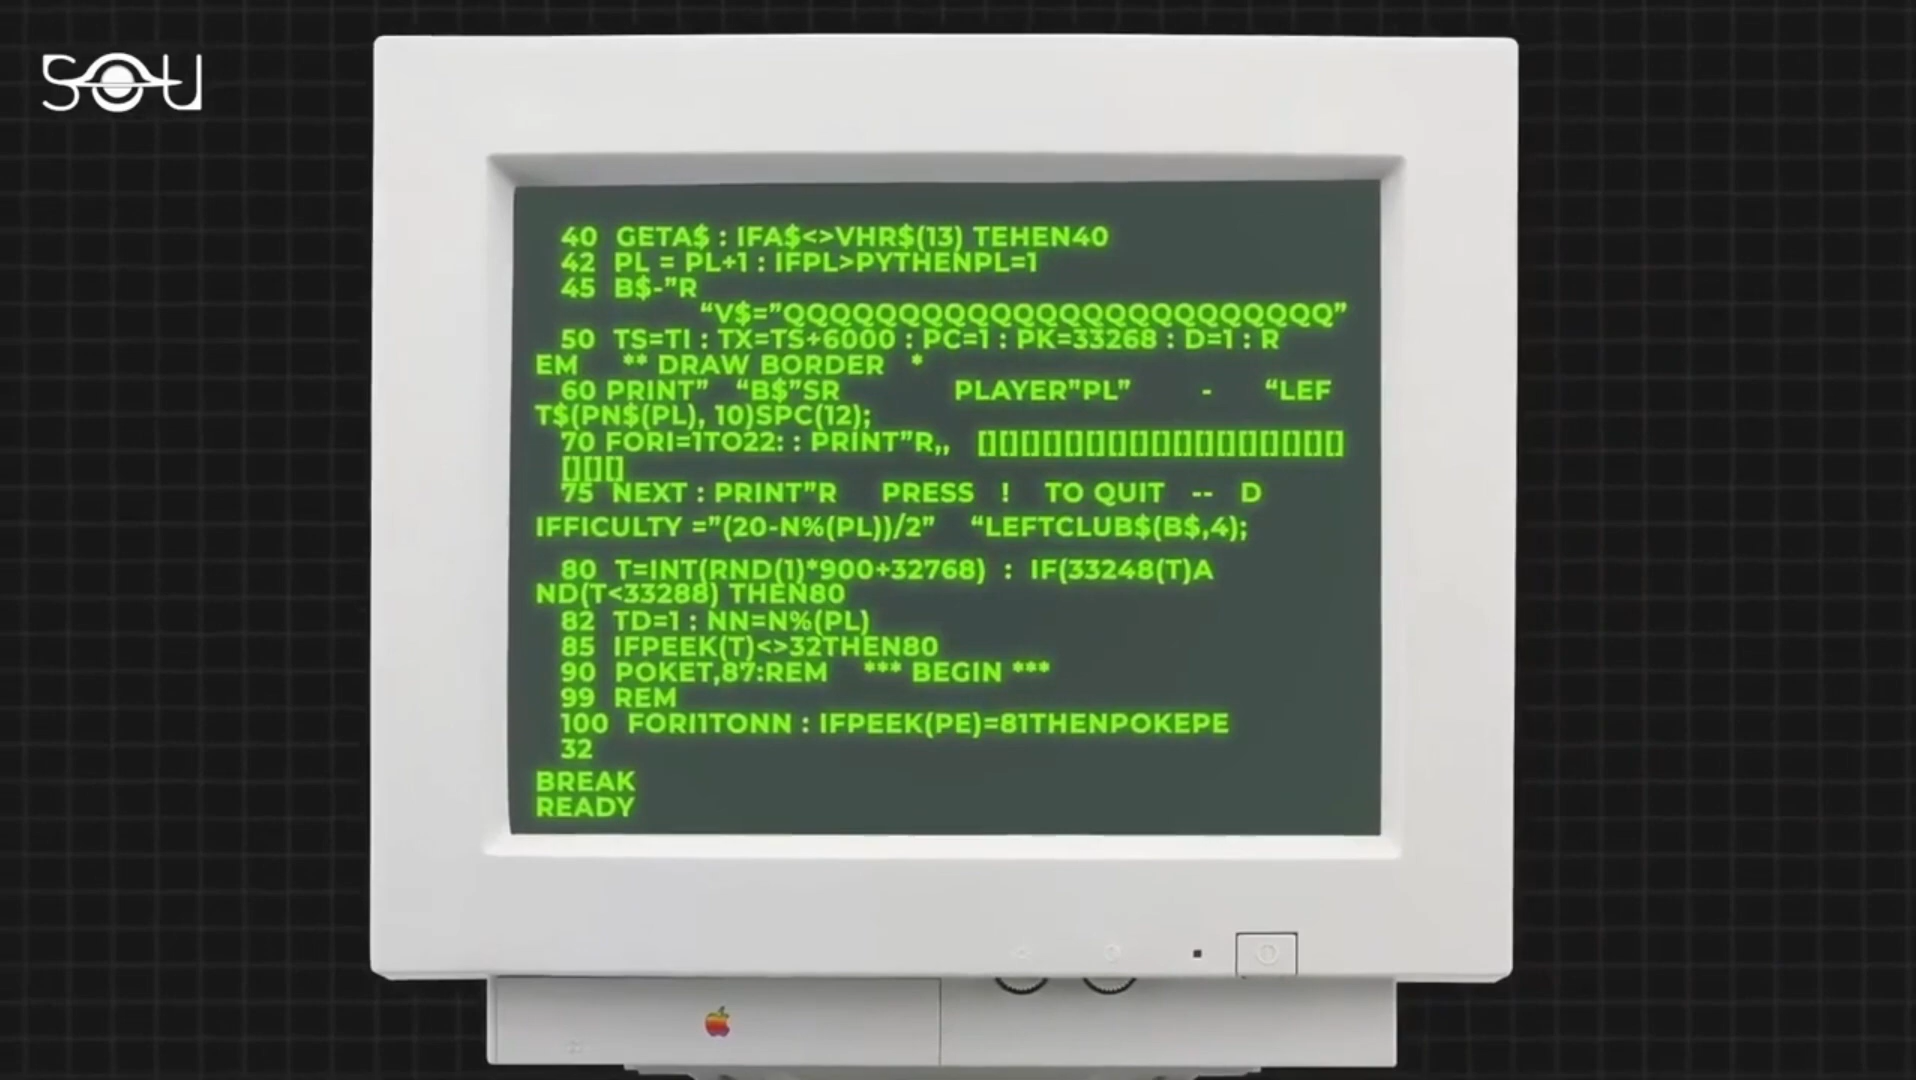 SOU
40 GETA$ : IFA$<>VHR$(13) TEHEN40
42 PL = PL+1 : IFPL>PYTHENPL=1
45 B$-”R
“V$=”QQQQQQQQQQQQQQQQQQQQQQQQ”
50 TS=TI : TX=TS+6000 : PC=1 : PK=33268 : D=1 : R
EM ** DRAW BORDER *
60 PRINT” “B$”SR PLAYER”PL” - “LEF
T$(PN$(PL), 10)SPC(12);
70 FORI=1TO22: : PRINT”R,, [][][][][][][][][][][][][][][][][]
[][][]
75 NEXT : PRINT”R PRESS ! TO QUIT -- D
IFFICULTY =”(20-N%(PL))/2” “LEFTCLUB$(B$,4);
80 T=INT(RND(1)*900+32768) : IF(33248(T)A
ND(T<33288) THEN80
82 TD=1 : NN=N%(PL)
85 IFPEEK(T)<>32THEN80
90 POKET,87:REM *** BEGIN ***
99 REM
100 FORI1TONN : IFPEEK(PE)=81THENPOKEPE
32
BREAK
READY